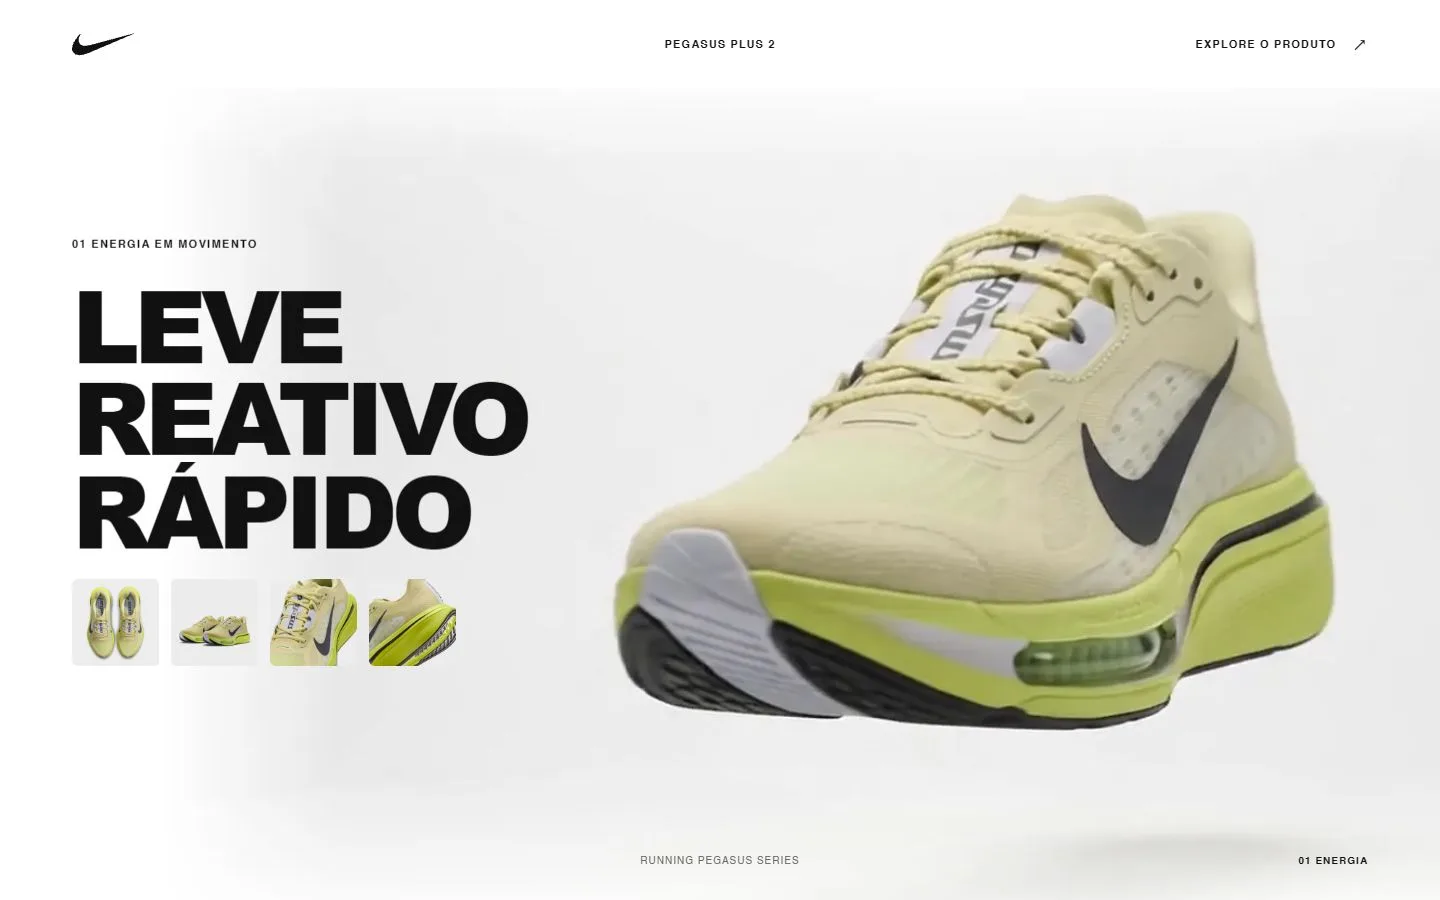 PEGASUS PLUS 2
EXPLORE O PRODUTO ↗
01 ENERGIA EM MOVIMENTO
LEVE
REATIVO
RÁPIDO
RUNNING PEGASUS SERIES
01 ENERGIA